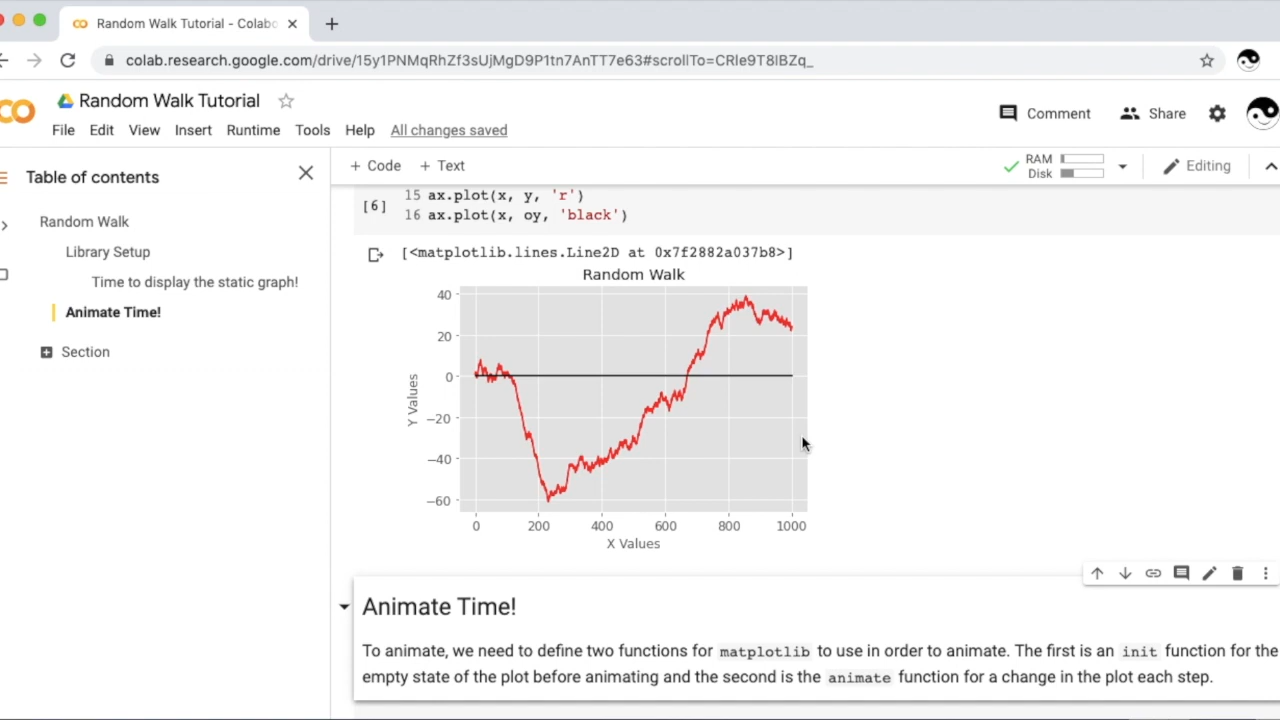 Random Walk Tutorial - Colabo
colab.research.google.com/drive/15y1PNMqRhZf3sUjMgD9P1tn7AnTT7e63#scrollTo=CRle9T8lBZq_
Random Walk Tutorial
Comment
Share
File Edit View Insert Runtime Tools Help All changes saved
Table of contents
+ Code + Text
RAM
Disk
Editing
Random Walk
Library Setup
Time to display the static graph!
Animate Time!
Section
[6]
15 ax.plot(x, y, 'r')
16 ax.plot(x, oy, 'black')
[<matplotlib.lines.Line2D at 0x7f2882a037b8>]
Random Walk
40
20
0
−20
−40
−60
Y Values
0 200 400 600 800 1000
X Values
Animate Time!
To animate, we need to define two functions for matplotlib to use in order to animate. The first is an init function for the
empty state of the plot before animating and the second is the animate function for a change in the plot each step.